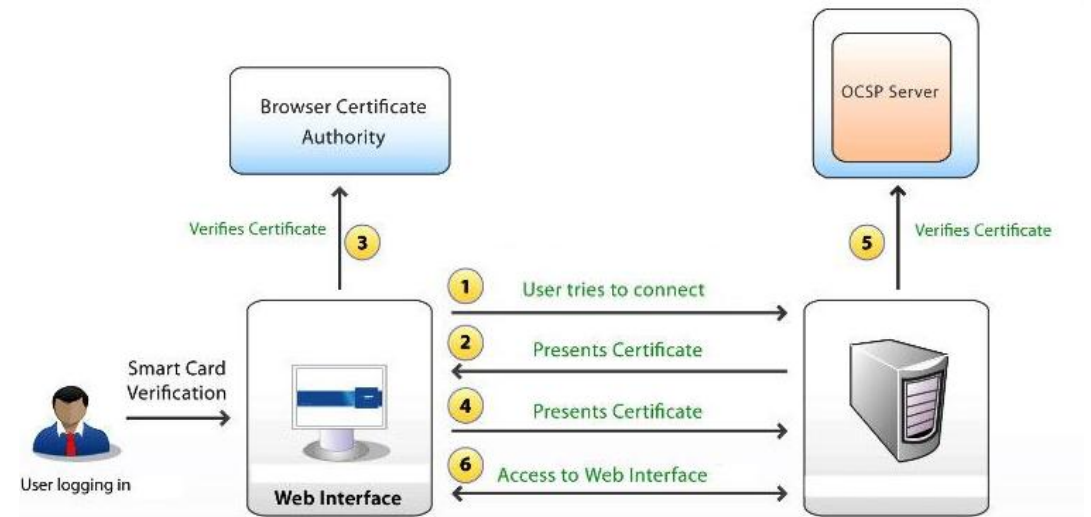 Browser Certificate
Authority
OCSP Server
Verifies Certificate
3
5
Verifies Certificate
1
User tries to connect
2
Presents Certificate
Smart Card
Verification
4
Presents Certificate
6
Access to Web Interface
User logging in
Web Interface